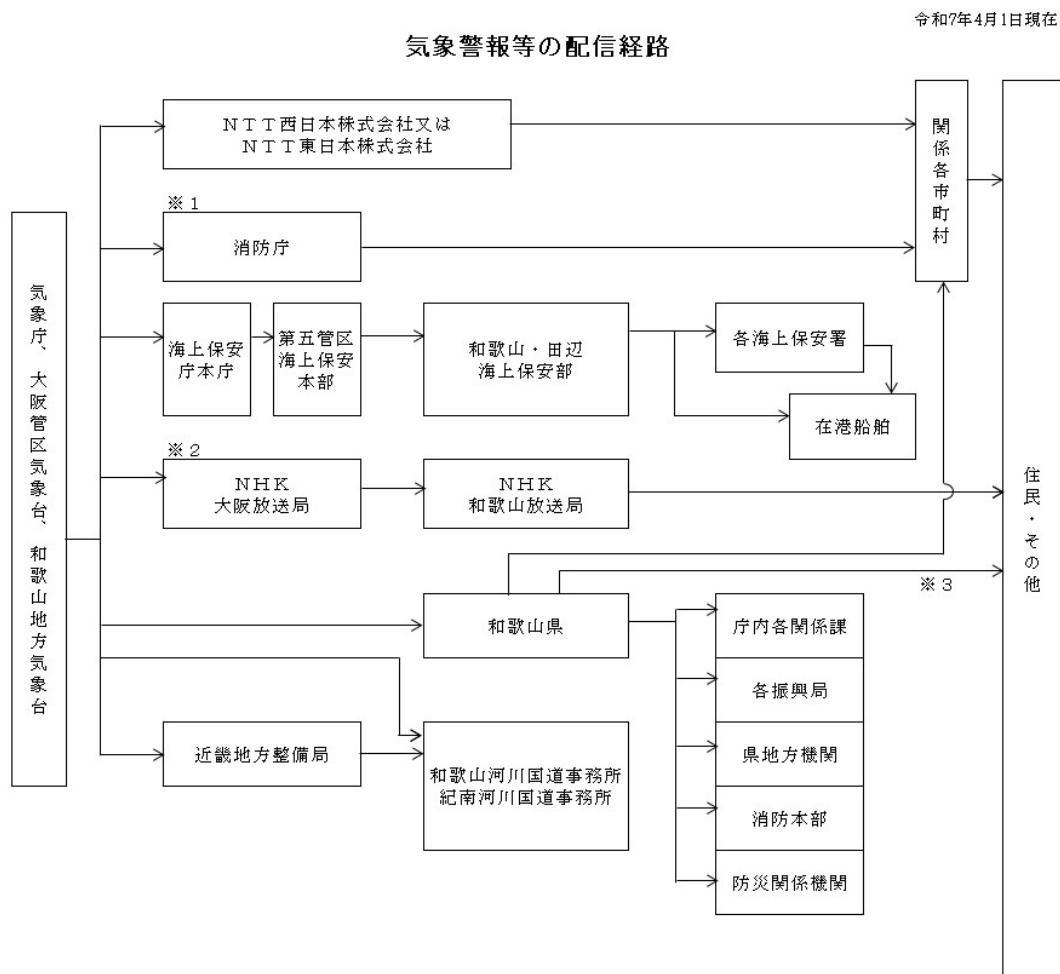 令和7年4月1日現在
気象警報等の配信経路
ＮＴＴ西日本株式会社又は
ＮＴＴ東日本株式会社
関係各市町村
※１
消防庁
気象庁、大阪管区気象台、和歌山地方気象台
海上保安
庁本庁
第五管区
海上保安
本部
和歌山・田辺
海上保安部
各海上保安署
在港船舶
※２
ＮＨＫ
大阪放送局
ＮＨＫ
和歌山放送局
住民・その他
※３
和歌山県
庁内各関係課
各振興局
県地方機関
消防本部
防災関係機関
近畿地方整備局
和歌山河川国道事務所
紀南河川国道事務所